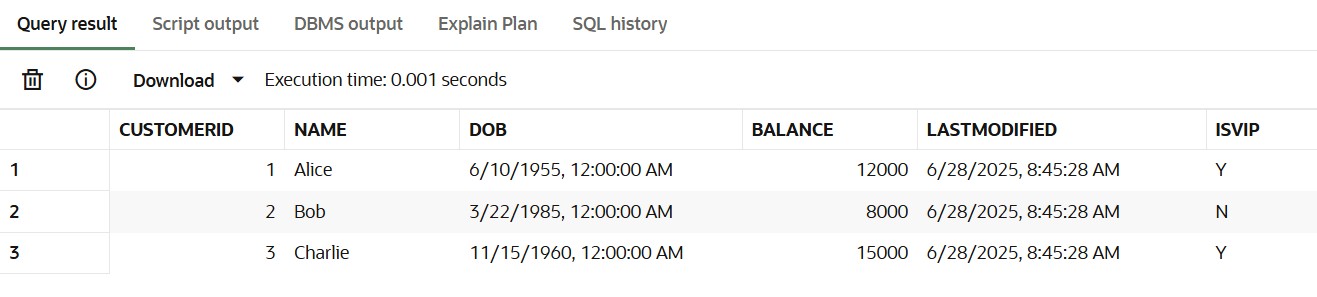 Query result Script output DBMS output Explain Plan SQL history
Download Execution time: 0.001 seconds
CUSTOMERID NAME DOB BALANCE LASTMODIFIED ISVIP
1 1 Alice 6/10/1955, 12:00:00 AM 12000 6/28/2025, 8:45:28 AM Y
2 2 Bob 3/22/1985, 12:00:00 AM 8000 6/28/2025, 8:45:28 AM N
3 3 Charlie 11/15/1960, 12:00:00 AM 15000 6/28/2025, 8:45:28 AM Y